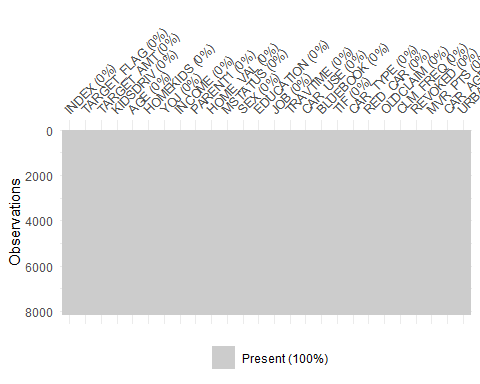 INDEX (0%)
TARGET_FLAG (0%)
TARGET_AMT (0%)
KIDSDRIV (0%)
AGE (0%)
HOMEKIDS (0%)
YOJ (0%)
INCOME (0%)
PARENT1 (0%)
HOME_VAL (0%)
MSTATUS (0%)
SEX (0%)
EDUCATION (0%)
JOB (0%)
TRAVTIME (0%)
CAR_USE (0%)
BLUEBOOK (0%)
TIF (0%)
CAR_TYPE (0%)
RED_CAR (0%)
OLDCLAIM (0%)
CLM_FREQ (0%)
REVOKED (0%)
MVR_PTS (0%)
CAR_AG
URBA
0
2000
4000
6000
8000
Observations
Present (100%)